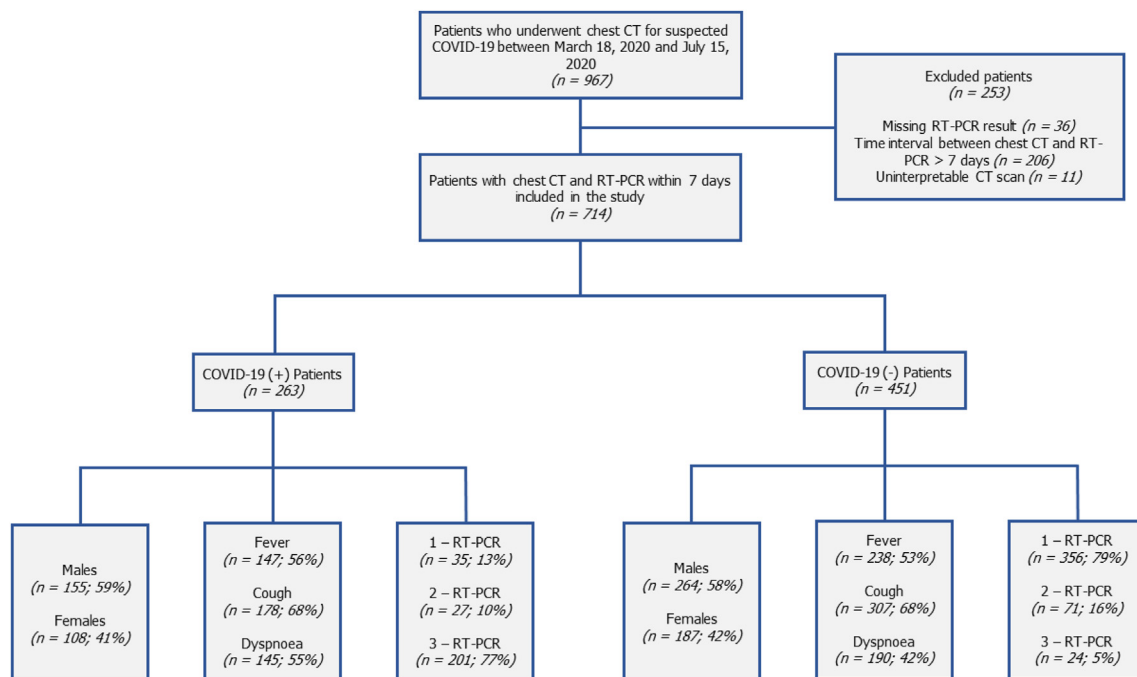 Patients who underwent chest CT for suspected
COVID-19 between March 18, 2020 and July 15,
2020
(n = 967)
Excluded patients
(n = 253)
Missing RT-PCR result (n = 36)
Time interval between chest CT and RT-
PCR > 7 days (n = 206)
Uninterpretable CT scan (n = 11)
Patients with chest CT and RT-PCR within 7 days
included in the study
(n = 714)
COVID-19 (+) Patients
(n = 263)
COVID-19 (-) Patients
(n = 451)
Males
(n = 155; 59%)
Females
(n = 108; 41%)
Fever
(n = 147; 56%)
Cough
(n = 178; 68%)
Dyspnoea
(n = 145; 55%)
1 – RT-PCR
(n = 35; 13%)
2 – RT-PCR
(n = 27; 10%)
3 – RT-PCR
(n = 201; 77%)
Males
(n = 264; 58%)
Females
(n = 187; 42%)
Fever
(n = 238; 53%)
Cough
(n = 307; 68%)
Dyspnoea
(n = 190; 42%)
1 – RT-PCR
(n = 356; 79%)
2 – RT-PCR
(n = 71; 16%)
3 – RT-PCR
(n = 24; 5%)